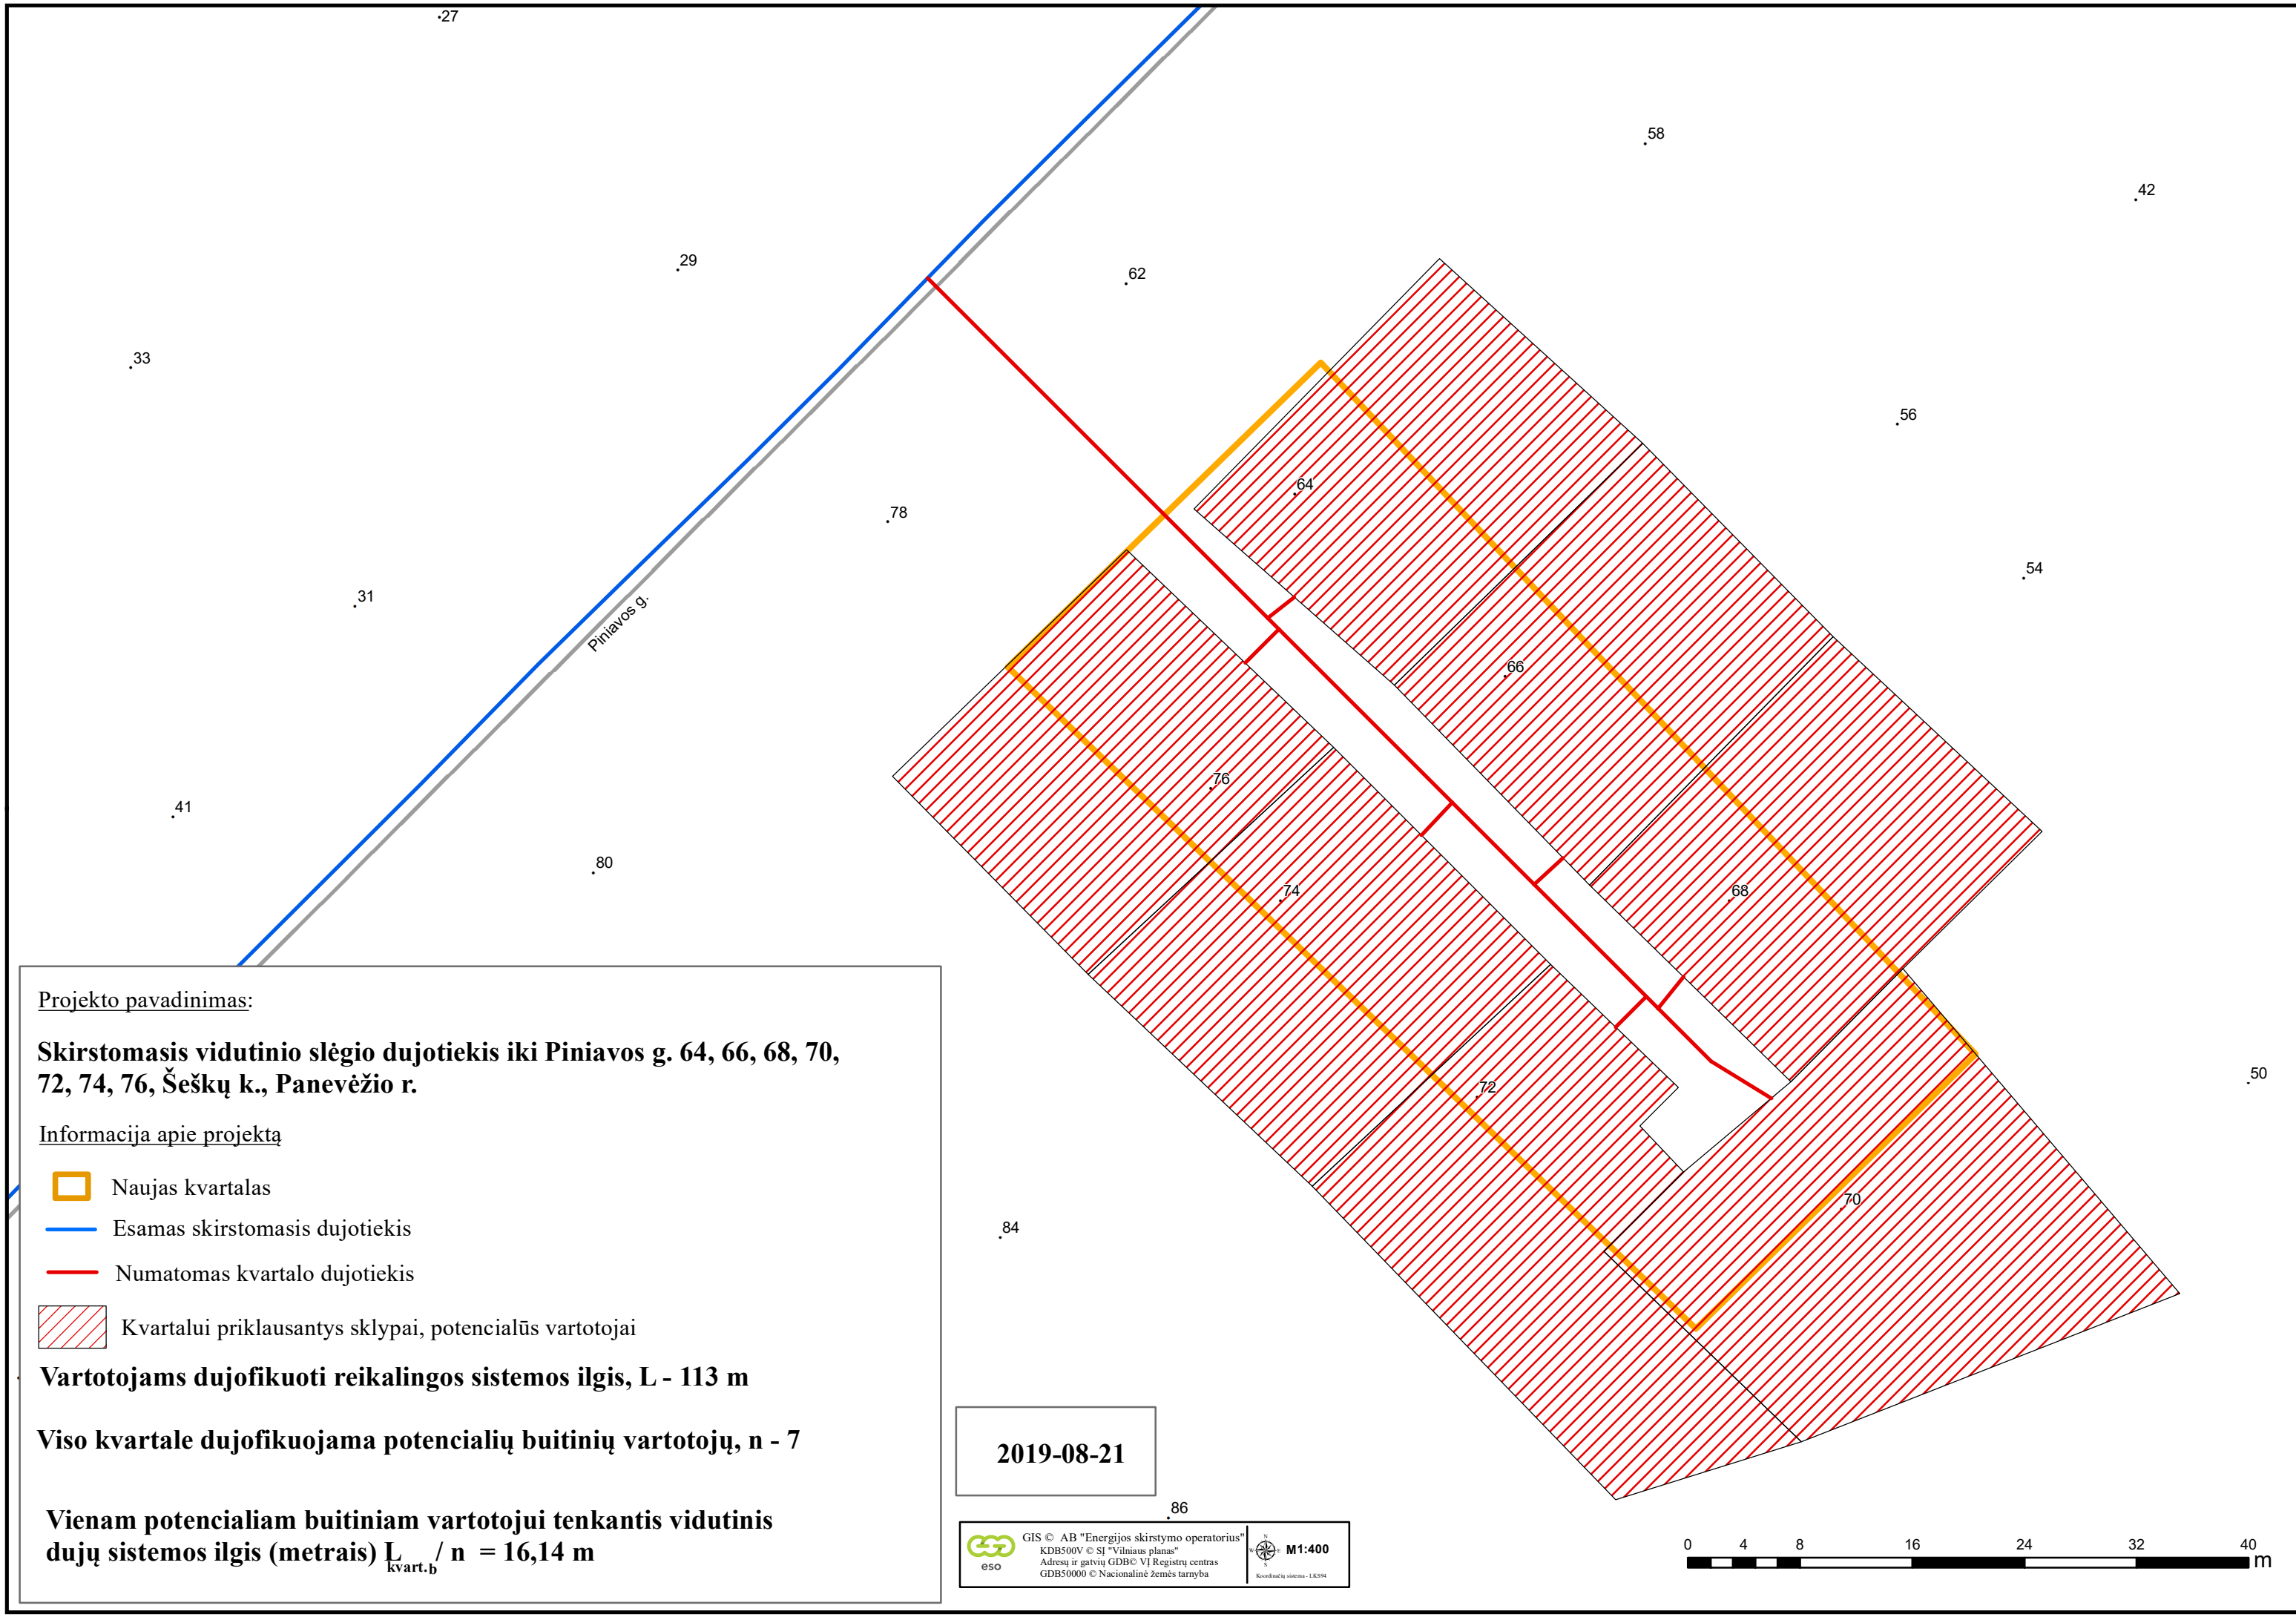 27
58
42
29
62
33
56
64
78
54
31
Piniavos g.
66
76
41
80
74
68
50
72
70
84
86
Projekto pavadinimas:
Skirstomasis vidutinio slėgio dujotiekis iki Piniavos g. 64, 66, 68, 70,
72, 74, 76, Šeškų k., Panevėžio r.
Informacija apie projektą
Naujas kvartalas
Esamas skirstomasis dujotiekis
Numatomas kvartalo dujotiekis
Kvartalui priklausantys sklypai, potencialūs vartotojai
Vartotojams dujofikuoti reikalingos sistemos ilgis, L - 113 m
Viso kvartale dujofikuojama potencialių buitinių vartotojų, n - 7
Vienam potencialiam buitiniam vartotojui tenkantis vidutinis
dujų sistemos ilgis (metrais) L kvart.b / n = 16,14 m
2019-08-21
eso
GIS © AB "Energijos skirstymo operatorius"
KDB500V © SĮ "Vilniaus planas"
Adresų ir gatvių GDB© VĮ Registrų centras
GDB50000 © Nacionalinė žemės tarnyba
N
W E
S
M1:400
Koordinačių sistema - LKS94
0 4 8 16 24 32 40
m